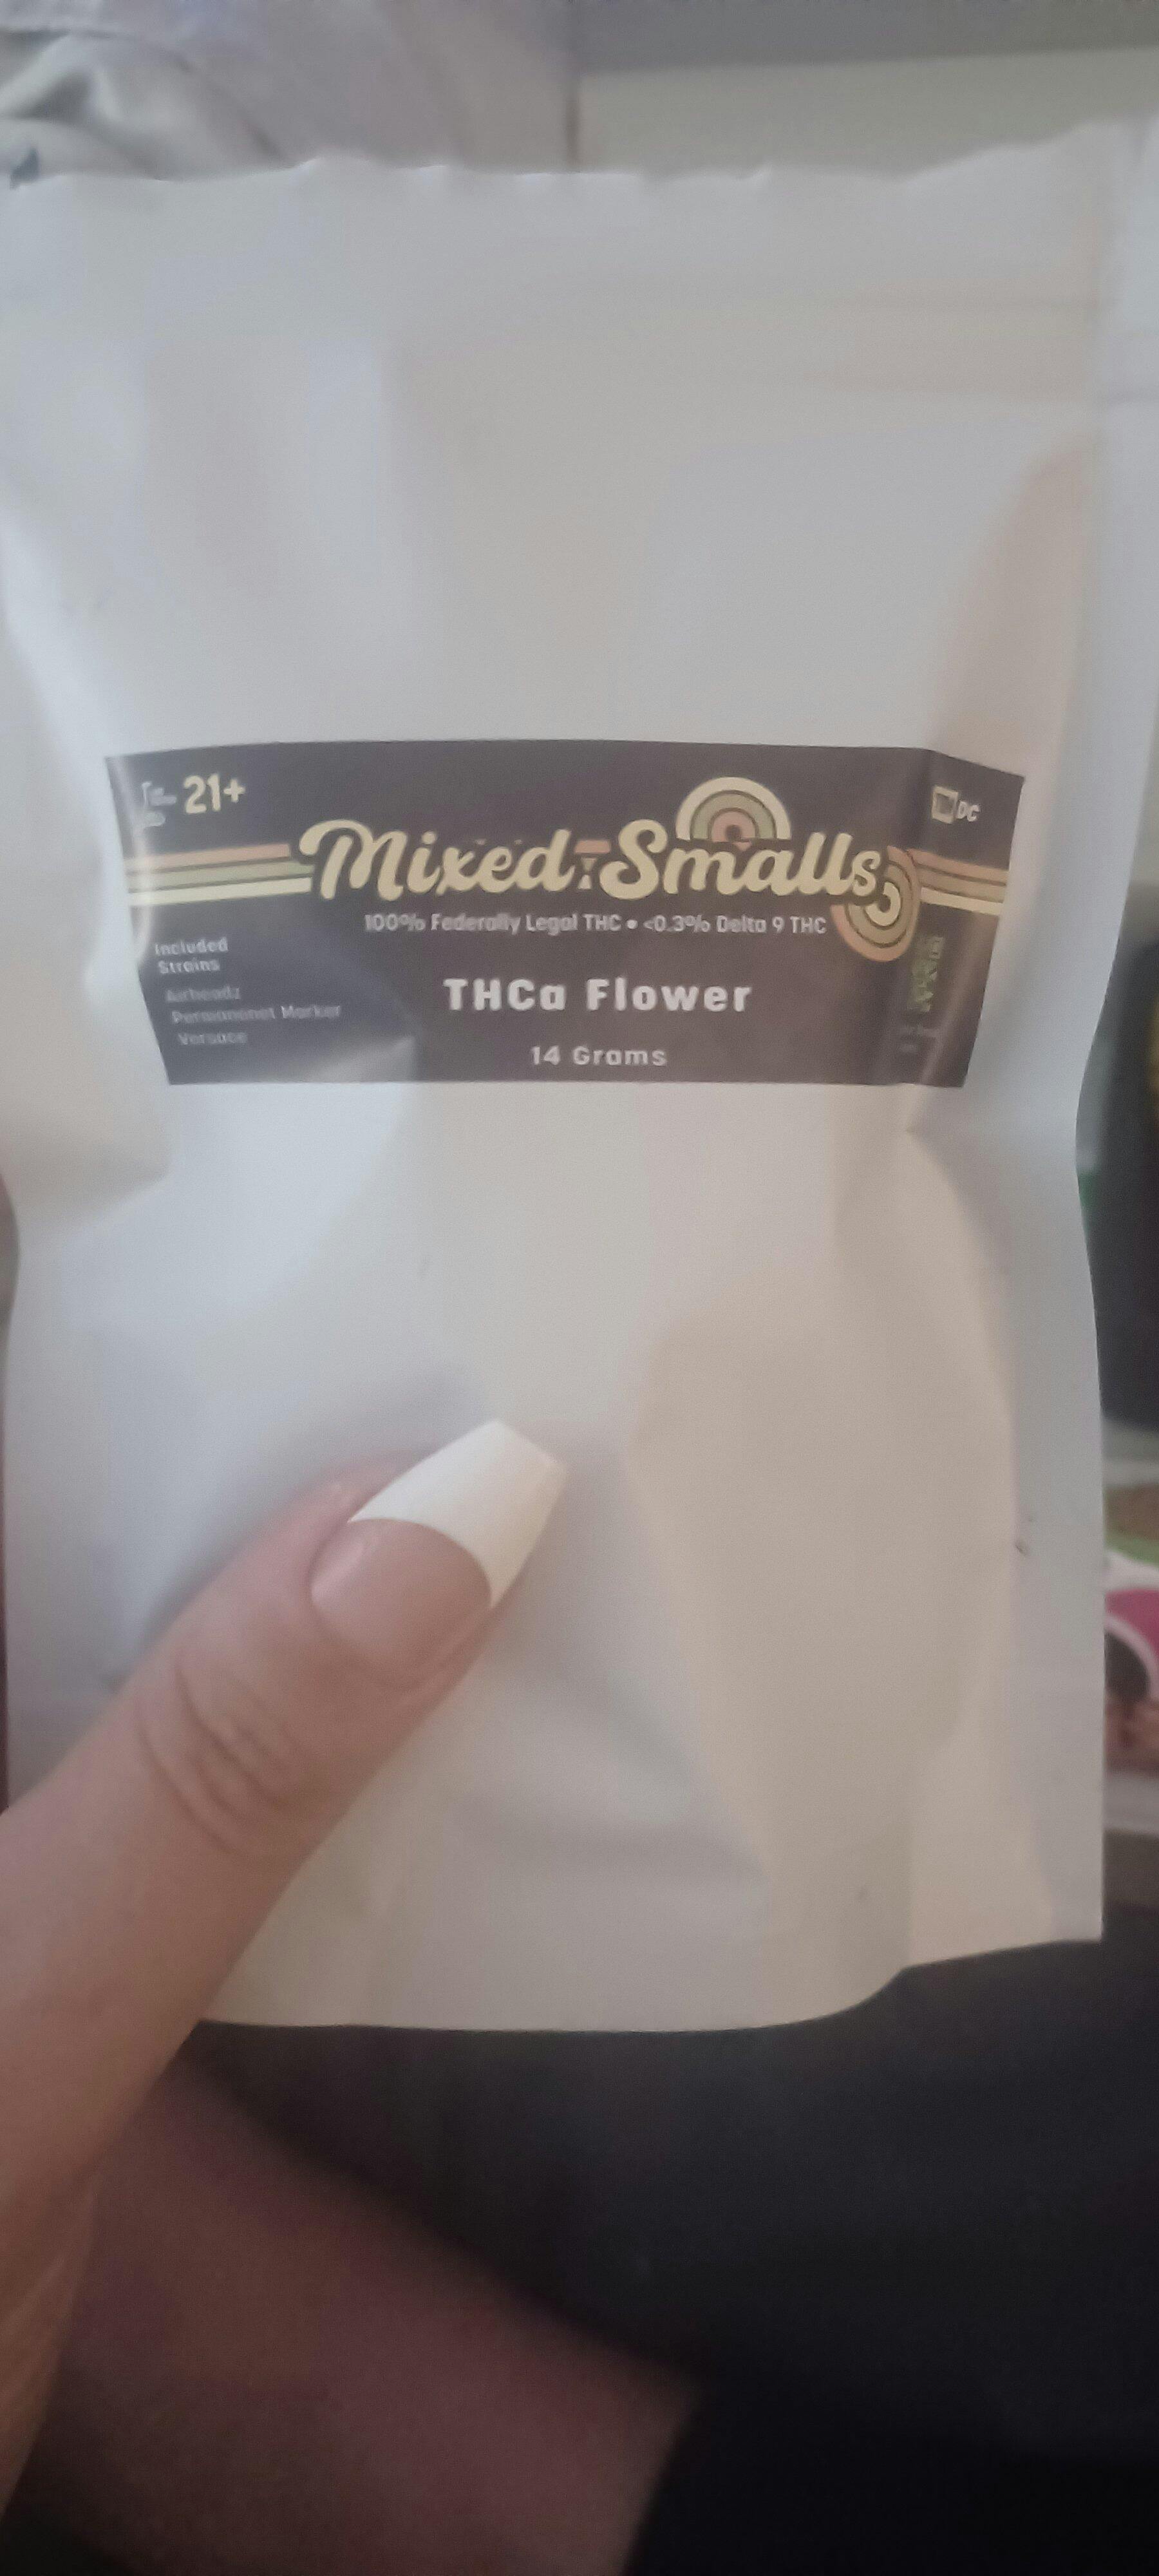 21+
DC
Mixed Smalls
100% Federally Legal THC • <0.3% Delta 9 THC
Included
Strains
Airheadz
Permanenet Marker
Versace
THCa Flower
14 Grams